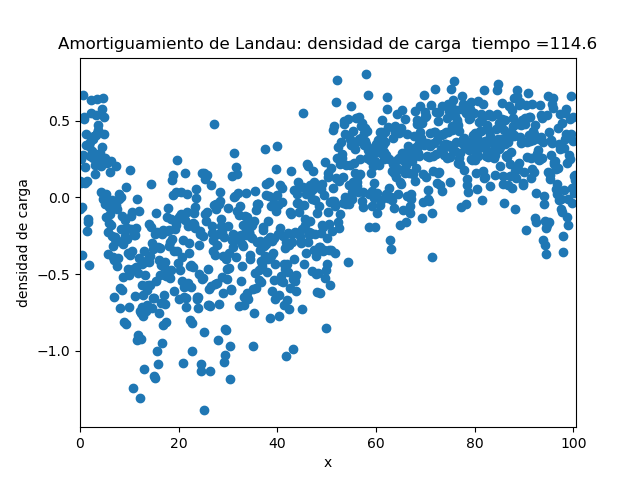 Amortiguamiento de Landau: densidad de carga  tiempo =114.6
densidad de carga
0.5
0.0
−0.5
−1.0
0 20 40 60 80 100
x